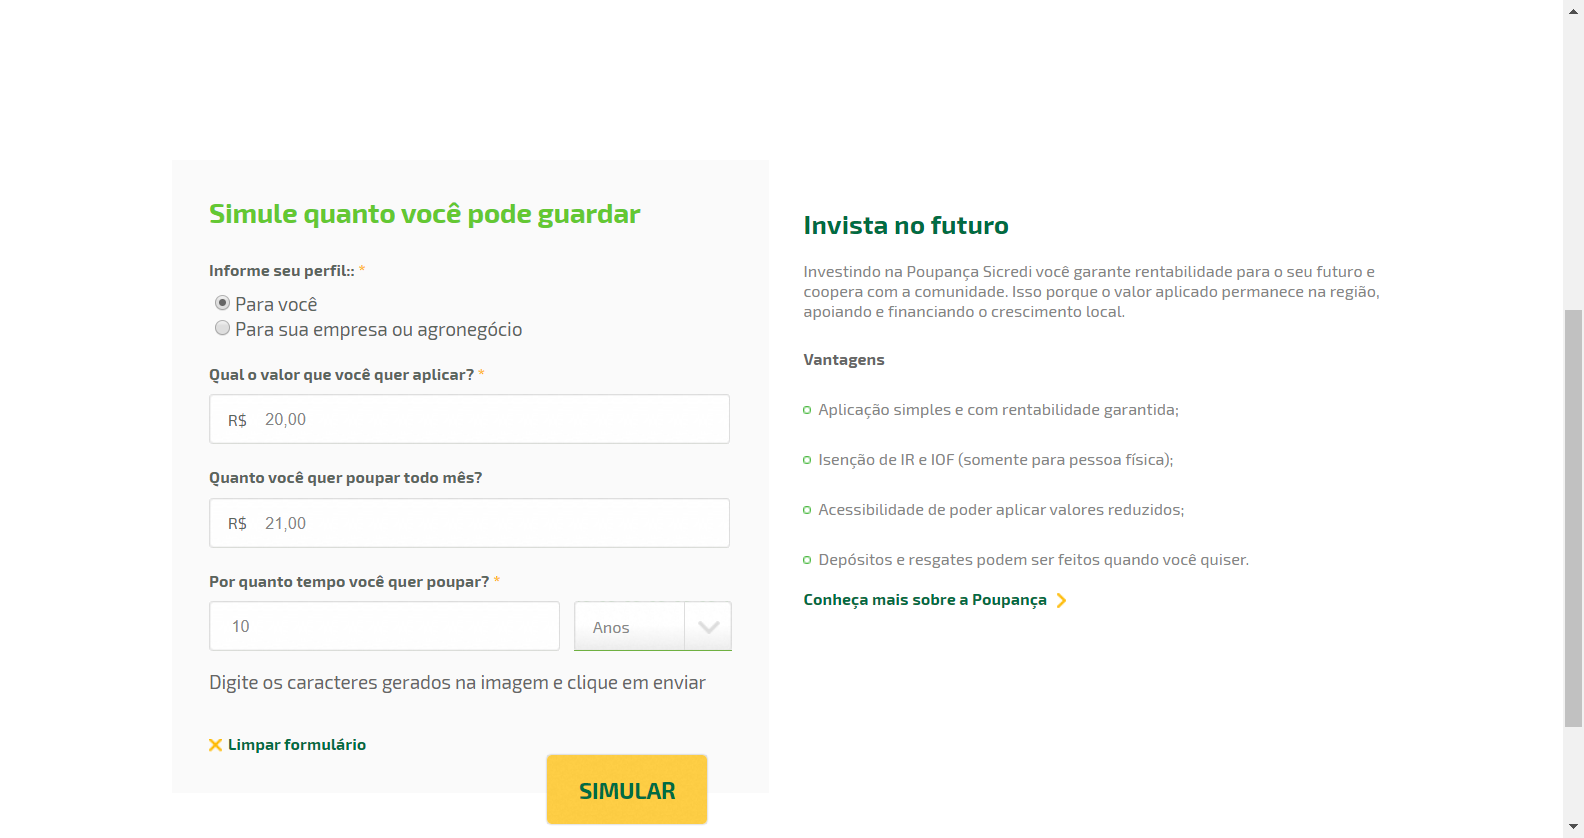 Simule quanto você pode guardar
Informe seu perfil:: *
Para você
Para sua empresa ou agronegócio
Qual o valor que você quer aplicar? *
R$ 20,00
Quanto você quer poupar todo mês?
R$ 21,00
Por quanto tempo você quer poupar? *
10 Anos
Digite os caracteres gerados na imagem e clique em enviar
Limpar formulário
SIMULAR
Invista no futuro
Investindo na Poupança Sicredi você garante rentabilidade para o seu futuro e
coopera com a comunidade. Isso porque o valor aplicado permanece na região,
apoiando e financiando o crescimento local.
Vantagens
Aplicação simples e com rentabilidade garantida;
Isenção de IR e IOF (somente para pessoa física);
Acessibilidade de poder aplicar valores reduzidos;
Depósitos e resgates podem ser feitos quando você quiser.
Conheça mais sobre a Poupança